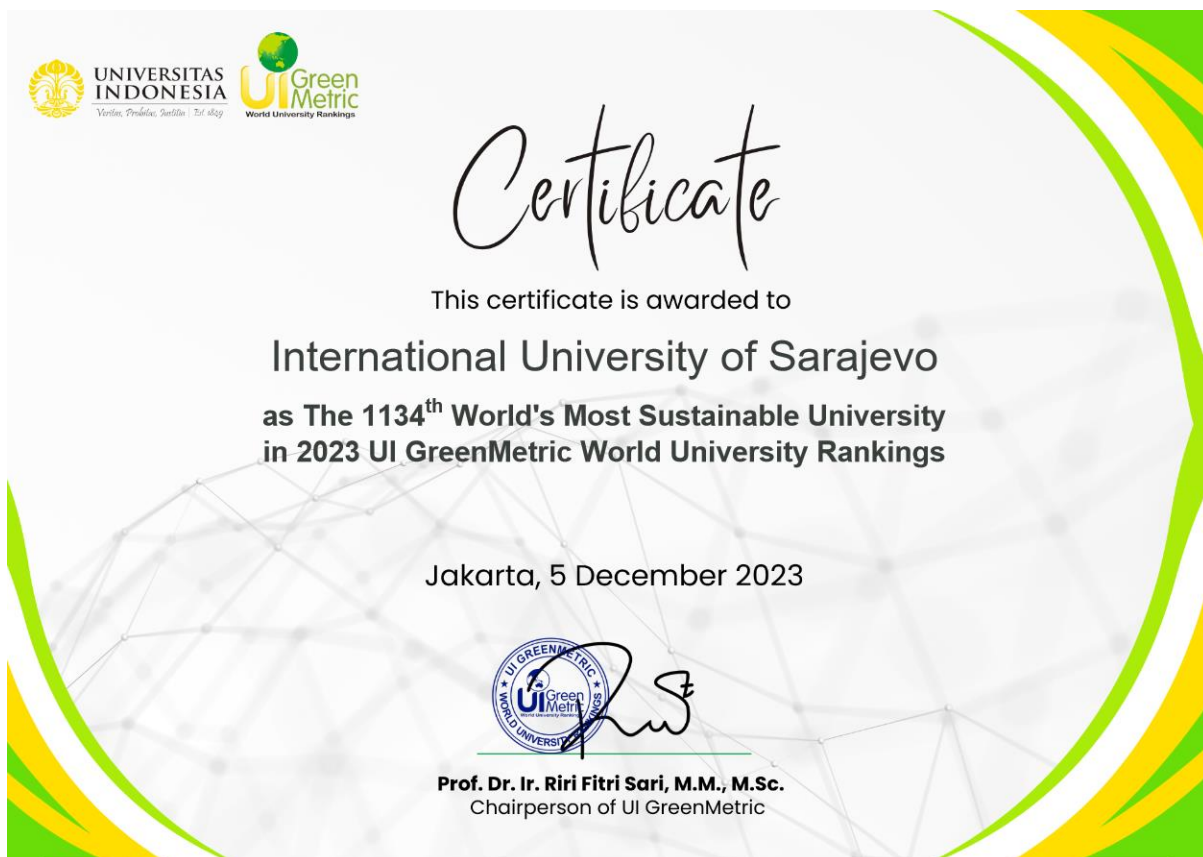 UNIVERSITAS
INDONESIA
Veritas, Probitas, Iustitia | Est. 1849
UI Green
Metric
World University Rankings
Certificate
This certificate is awarded to
International University of Sarajevo
as The 1134th World's Most Sustainable University
in 2023 UI GreenMetric World University Rankings
Jakarta, 5 December 2023
UI GREENMETRIC
UI Green
Metric
World University Rankings
WORLD UNIVERSITY RANKINGS
Prof. Dr. Ir. Riri Fitri Sari, M.M., M.Sc.
Chairperson of UI GreenMetric